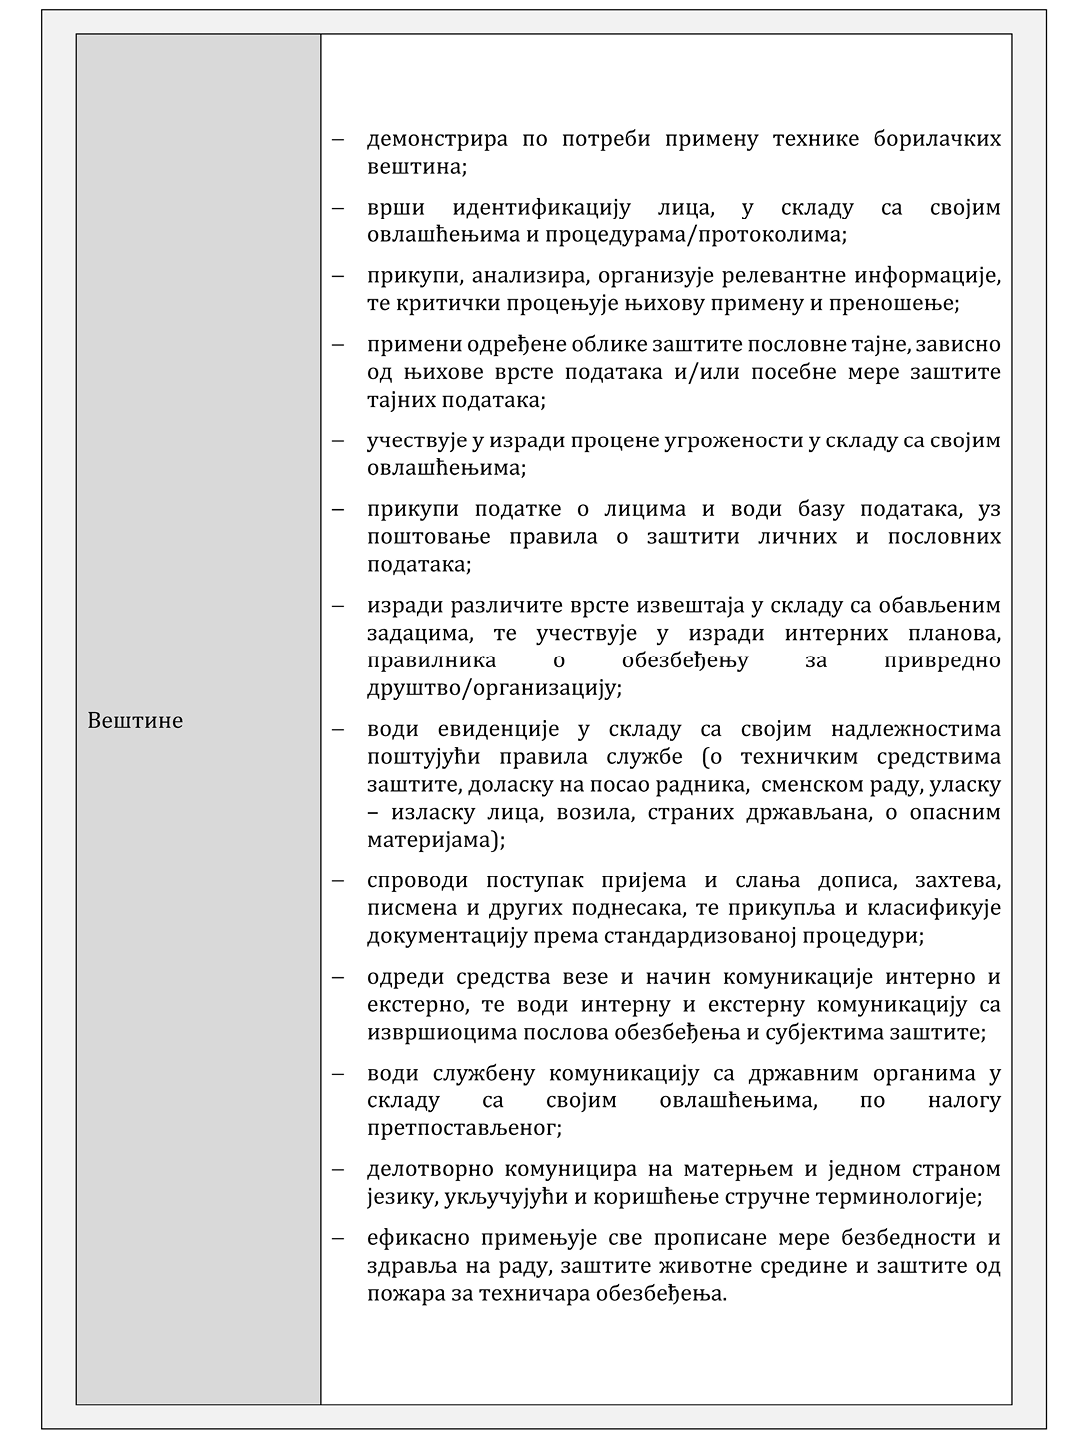 Вештине
– демонстрира по потреби примену технике борилачких
вештина;
– врши идентификацију лица, у складу са својим
овлашћењима и процедурама/протоколима;
– прикупи, анализира, организује релевантне информације,
те критички процењује њихову примену и преношење;
– примени одређене облике заштите пословне тајне, зависно
од њихове врсте података и/или посебне мере заштите
тајних података;
– учествује у изради процене угрожености у складу са својим
овлашћењима;
– прикупи податке о лицима и води базу података, уз
поштовање правила о заштити личних и пословних
података;
– изради различите врсте извештаја у складу са обављеним
задацима, те учествује у изради интерних планова,
правилника о обезбеђењу за привредно
друштво/организацију;
– води евиденције у складу са својим надлежностима
поштујући правила службе (о техничким средствима
заштите, доласку на посао радника, сменском раду, уласку
– изласку лица, возила, страних држављана, о опасним
материјама);
– спроводи поступак пријема и слања дописа, захтева,
писмена и других поднесака, те прикупља и класификује
документацију према стандардизованој процедури;
– одреди средства везе и начин комуникације интерно и
екстерно, те води интерну и екстерну комуникацију са
извршиоцима послова обезбеђења и субјектима заштите;
– води службену комуникацију са државним органима у
складу са својим овлашћењима, по налогу
претпостављеног;
– делотворно комуницира на матерњем и једном страном
језику, укључујући и коришћење стручне терминологије;
– ефикасно примењује све прописане мере безбедности и
здравља на раду, заштите животне средине и заштите од
пожара за техничара обезбеђења.